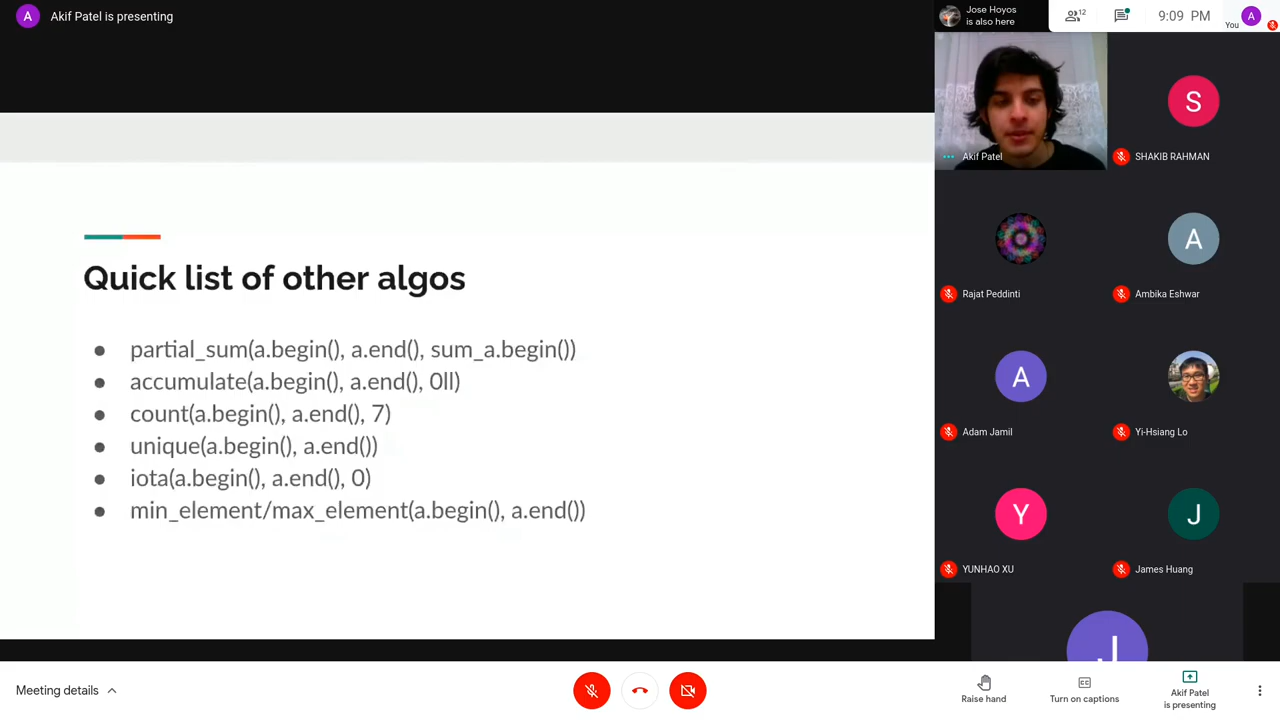 A Akif Patel is presenting
Jose Hoyos
is also here
12
9:09 PM
You
A
Quick list of other algos
● partial_sum(a.begin(), a.end(), sum_a.begin())
● accumulate(a.begin(), a.end(), 0ll)
● count(a.begin(), a.end(), 7)
● unique(a.begin(), a.end())
● iota(a.begin(), a.end(), 0)
● min_element/max_element(a.begin(), a.end())
Akif Patel
S
SHAKIB RAHMAN
Rajat Peddinti
A
Ambika Eshwar
A
Adam Jamil
Yi-Hsiang Lo
Y
YUNHAO XU
J
James Huang
J
Meeting details
Raise hand
Turn on captions
Akif Patel
is presenting